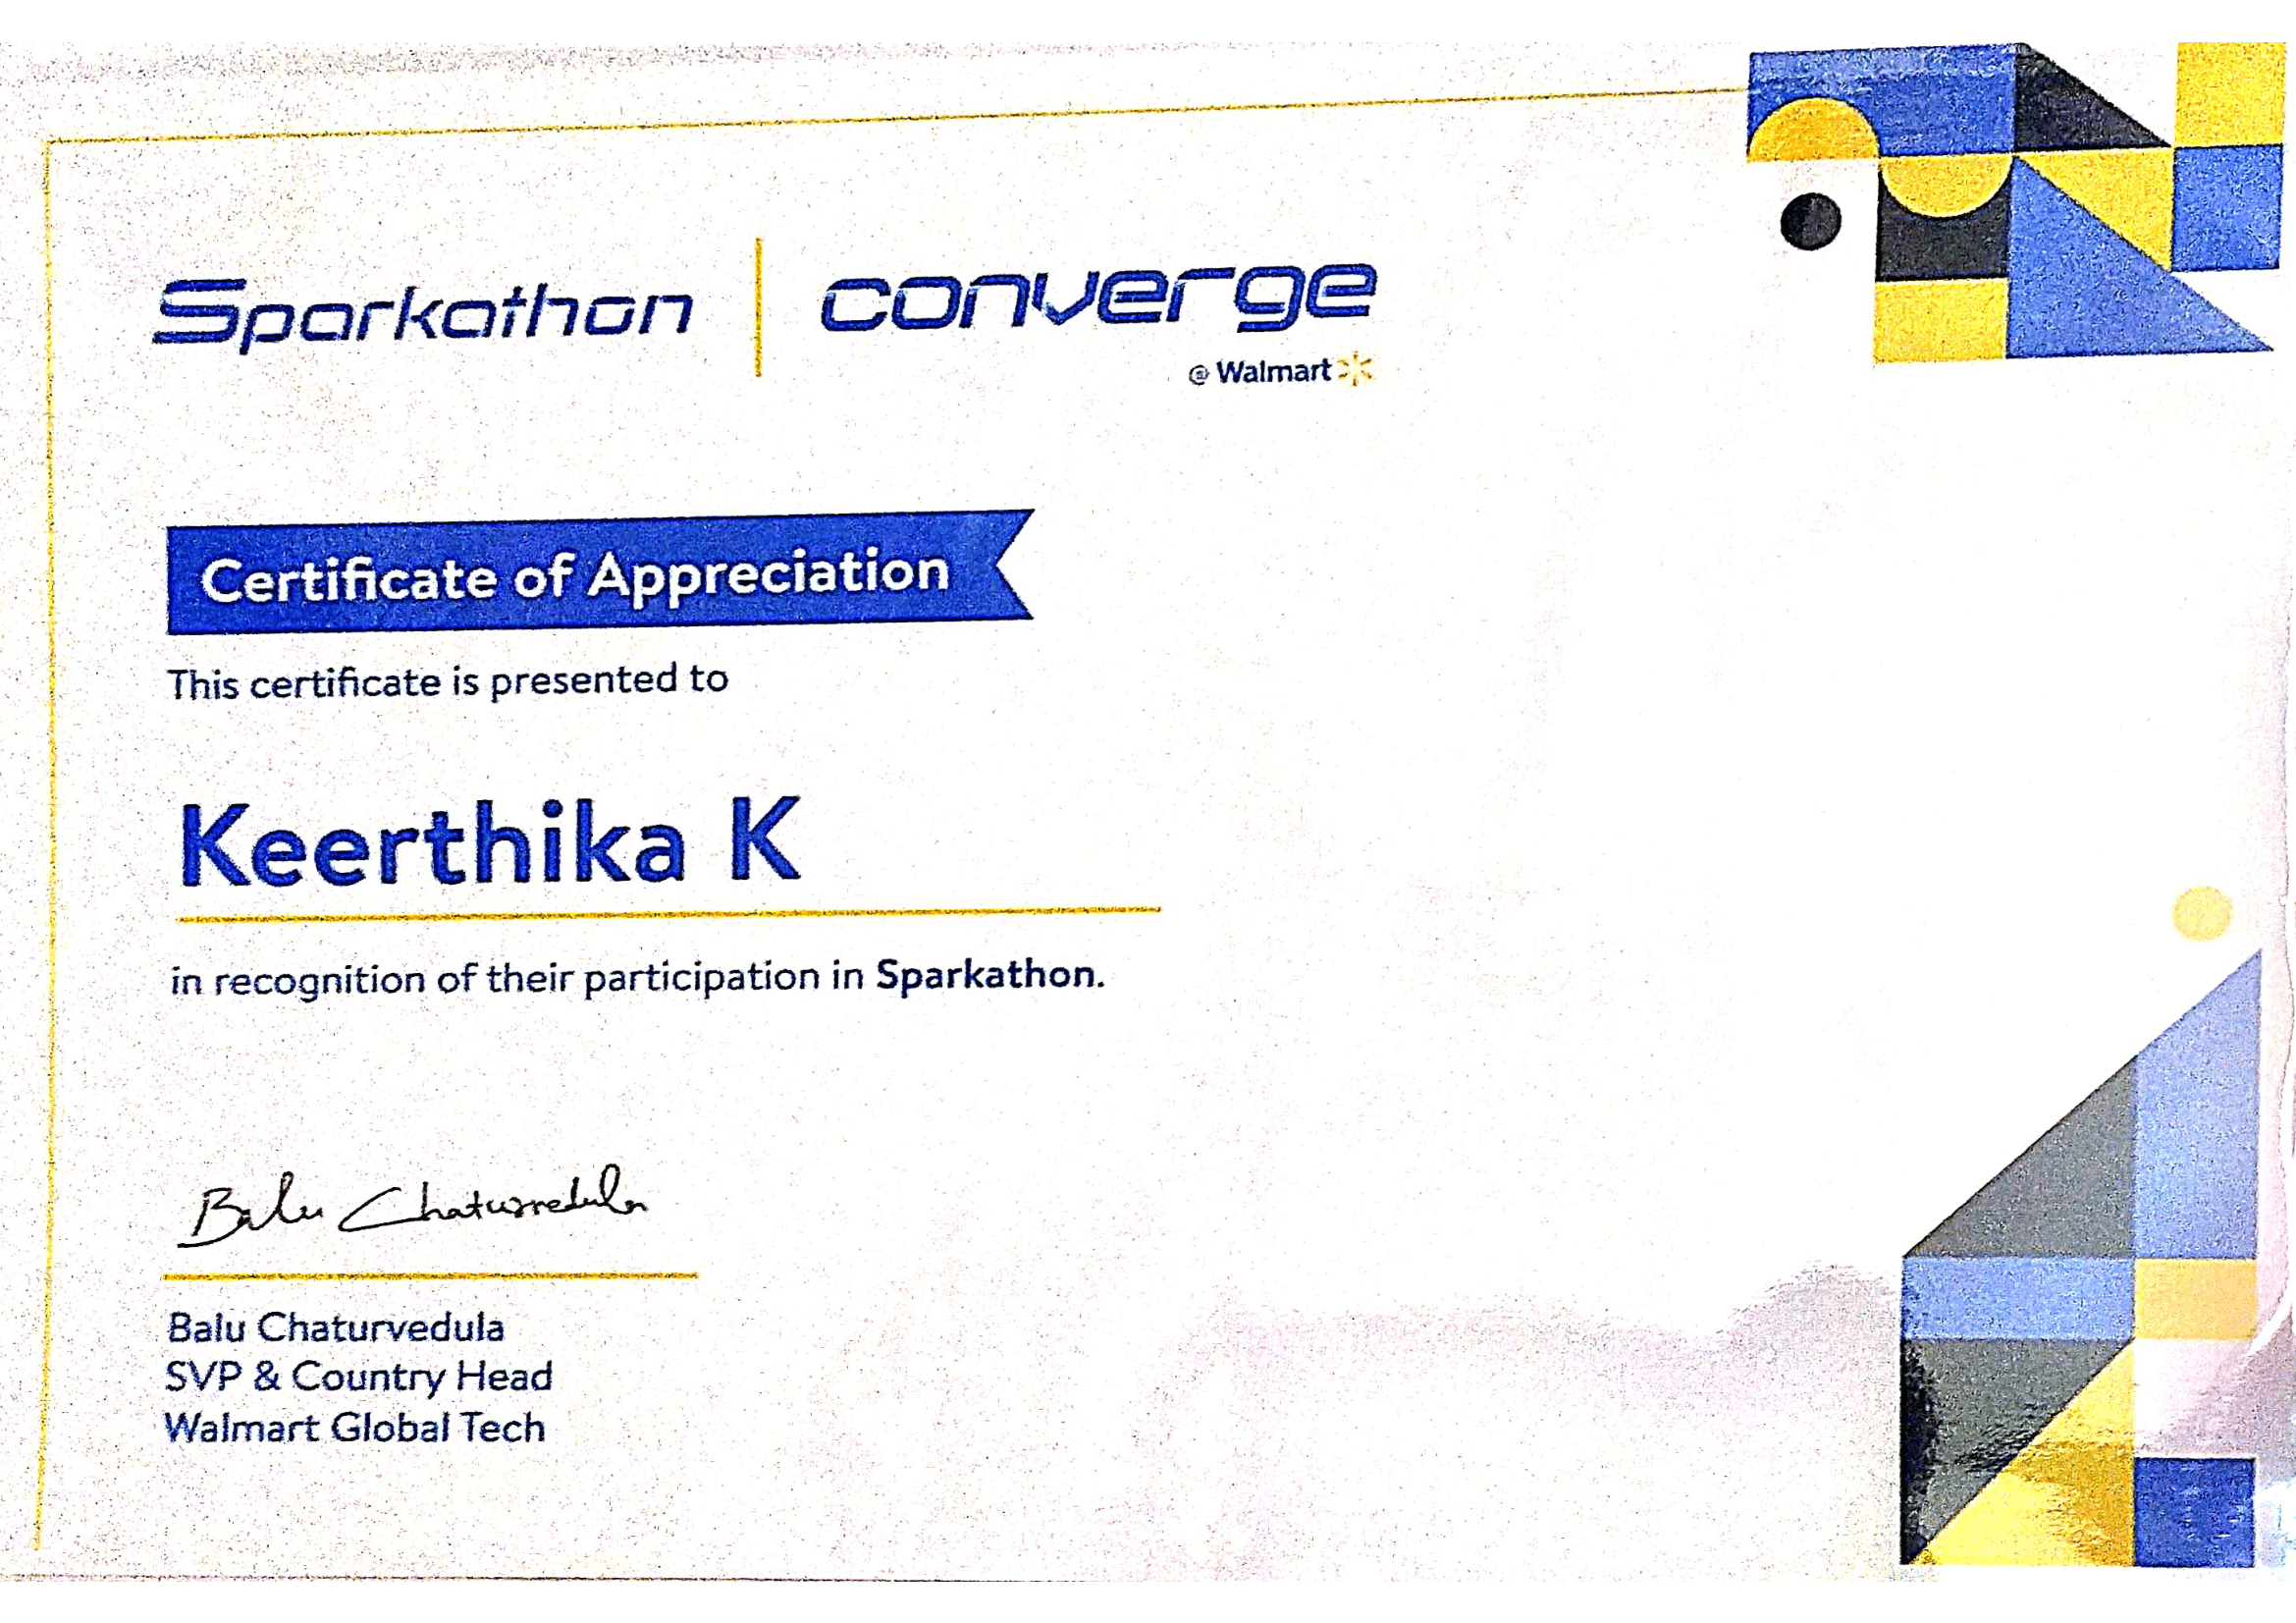 Sparkathon
converge
@ Walmart
Certificate of Appreciation
This certificate is presented to
Keerthika K
in recognition of their participation in Sparkathon.
Balu Chaturvedula
Balu Chaturvedula
SVP & Country Head
Walmart Global Tech